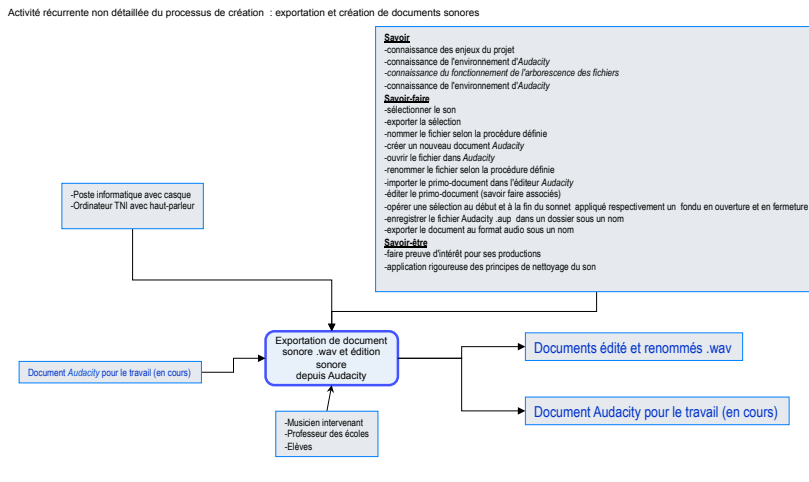 Activité récurrente non détaillée du processus de création : exportation et création de documents sonores
Savoir
-connaissance des enjeux du projet
-connaissance de l'environnement d'Audacity
-connaissance du fonctionnement de l'arborescence des fichiers
-connaissance de l'environnement d'Audacity
Savoir-faire
-sélectionner le son
-exporter la sélection
-nommer le fichier selon la procédure définie
-créer un nouveau document Audacity
-ouvrir le fichier dans Audacity
-renommer le fichier selon la procédure définie
-importer le primo-document dans l'éditeur Audacity
-éditer le primo-document (savoir faire associés)
-opérer une sélection au début et à la fin du sonnet appliqué respectivement un fondu en ouverture et en fermeture
-enregistrer le fichier Audacity .aup dans un dossier sous un nom
-exporter le document au format audio sous un nom
Savoir-être
-faire preuve d'intérêt pour ses productions
-application rigoureuse des principes de nettoyage du son
-Poste informatique avec casque
-Ordinateur TNI avec haut-parleur
Exportation de document
sonore .wav et édition
sonore
depuis Audacity
Documents édité et renommés .wav
Document Audacity pour le travail (en cours)
Document Audacity pour le travail (en cours)
-Musicien intervenant
-Professeur des écoles
-Elèves